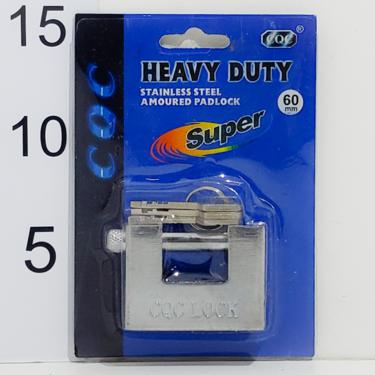 15
10
5
CQC
CQC ®
HEAVY DUTY
STAINLESS STEEL
AMOURED PADLOCK
60
mm
Super
CQC LOCK